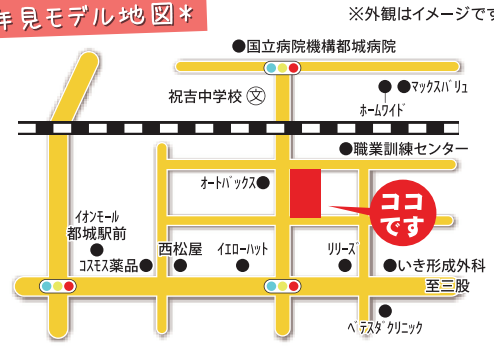 年見モデル地図*
※外観はイメージです
●国立病院機構都城病院
祝吉中学校 文
●マックスバリュ
ホームワイド
●職業訓練センター
オートバックス●
ココ
です
イオンモール
都城駅前
コスモス薬品●
西松屋
イエローハット
リリーズ
●いき形成外科
至三股
ベテスダクリニック